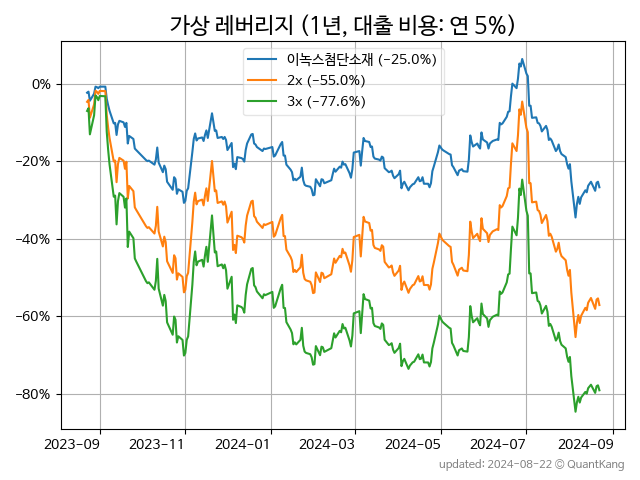 가상 레버리지 (1년, 대출 비용: 연 5%)
이녹스첨단소재 (−25.0%)
2x (−55.0%)
3x (−77.6%)
0%
−20%
−40%
−60%
−80%
2023-09 2023-11 2024-01 2024-03 2024-05 2024-07 2024-09
updated: 2024-08-22 © QuantKang